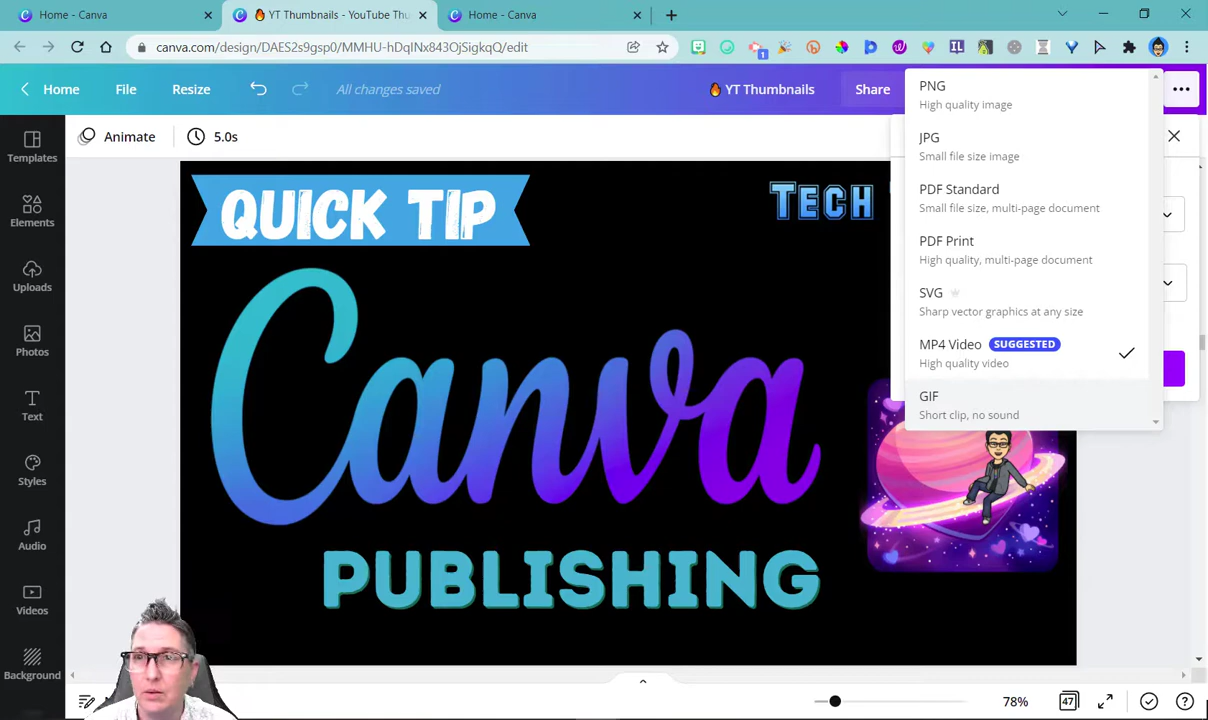 Home - Canva
🔥 YT Thumbnails - YouTube Thu
Home - Canva
canva.com/design/DAES2s9gsp0/MMHU-hDqINx843OjSigkqQ/edit
1
Home
File
Resize
All changes saved
🔥 YT Thumbnails
Share
Animate
5.0s
Templates
Elements
Uploads
Photos
Text
Styles
Audio
Videos
Background
QUICK TIP
TECH
Canva
PUBLISHING
PNG
High quality image
JPG
Small file size image
PDF Standard
Small file size, multi-page document
PDF Print
High quality, multi-page document
SVG
Sharp vector graphics at any size
MP4 Video SUGGESTED
High quality video
GIF
Short clip, no sound
78%
47